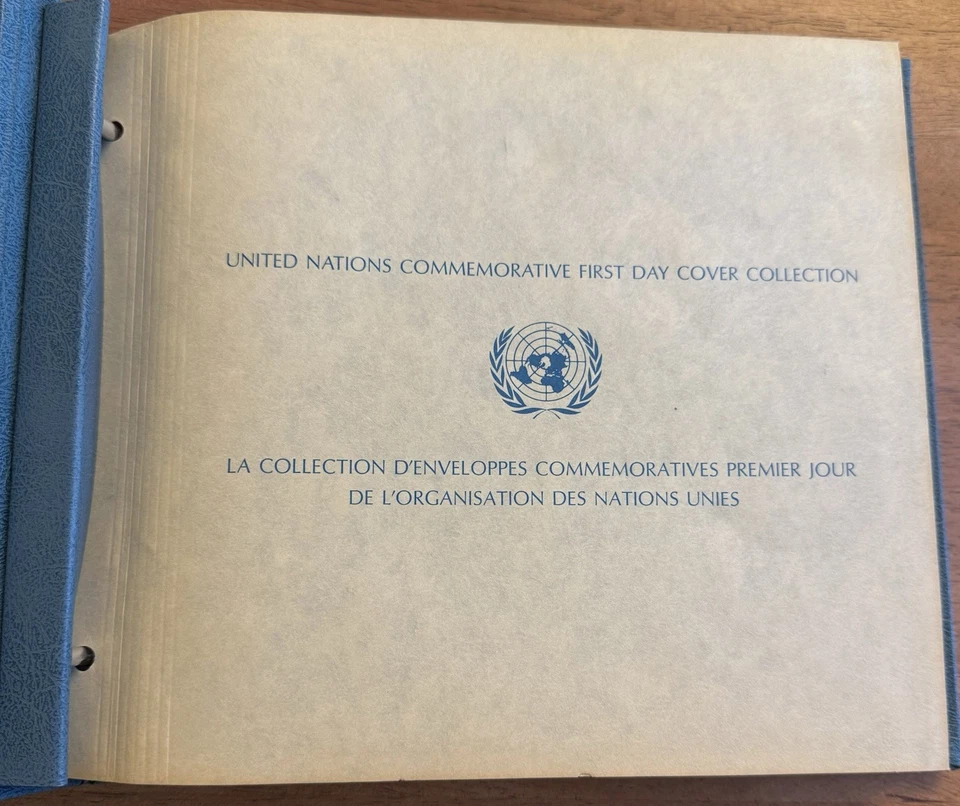 UNITED NATIONS COMMEMORATIVE FIRST DAY COVER COLLECTION
LA COLLECTION D'ENVELOPPES COMMEMORATIVES PREMIER JOUR
DE L'ORGANISATION DES NATIONS UNIES